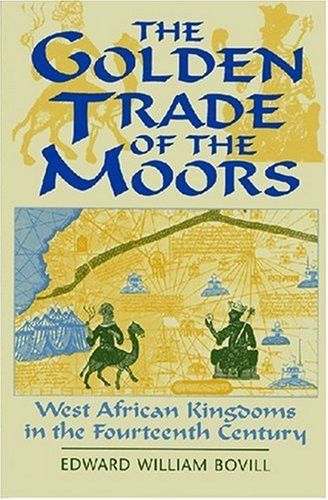 THE
GOLDEN
TRADE
OF THE
MOORS
West African Kingdoms
in the Fourteenth Century
EDWARD WILLIAM BOVILL